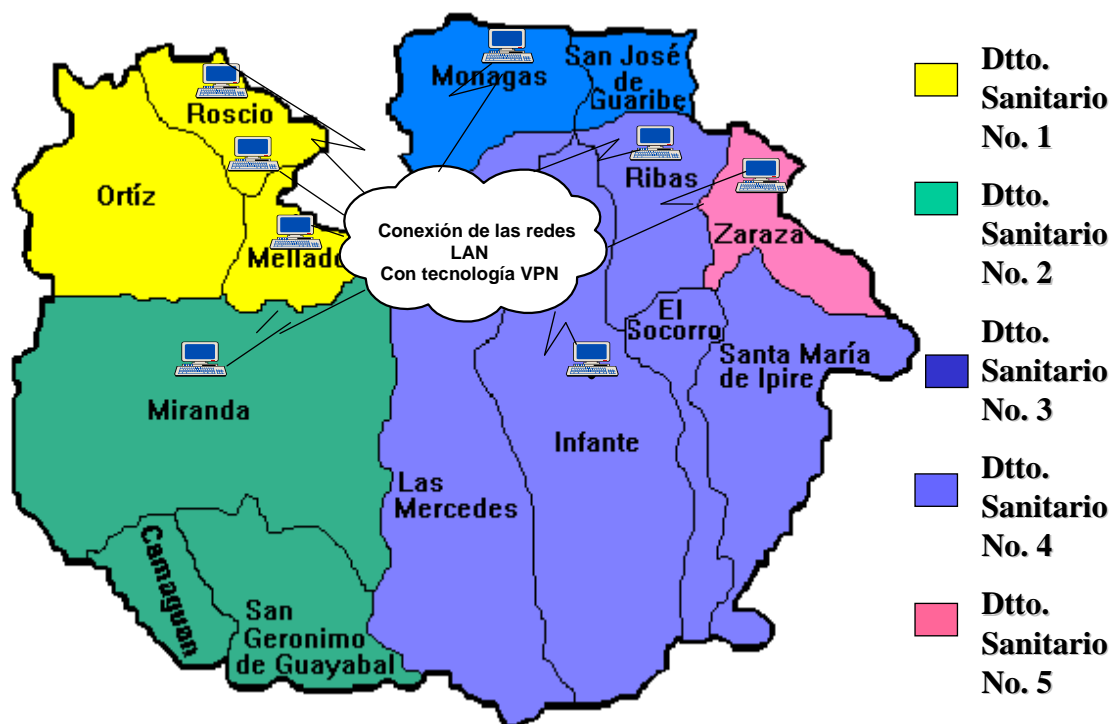 Monagas
San José
de
Guaribe
Roscio
Ribas
Ortíz
Zaraza
Mellado
Conexión de las redes
LAN
Con tecnología VPN
El
Socorro
Santa María
de Ipire
Miranda
Infante
Las
Mercedes
Camaguan
San
Geronimo
de Guayabal
Dtto.
Sanitario
No. 1
Dtto.
Sanitario
No. 2
Dtto.
Sanitario
No. 3
Dtto.
Sanitario
No. 4
Dtto.
Sanitario
No. 5